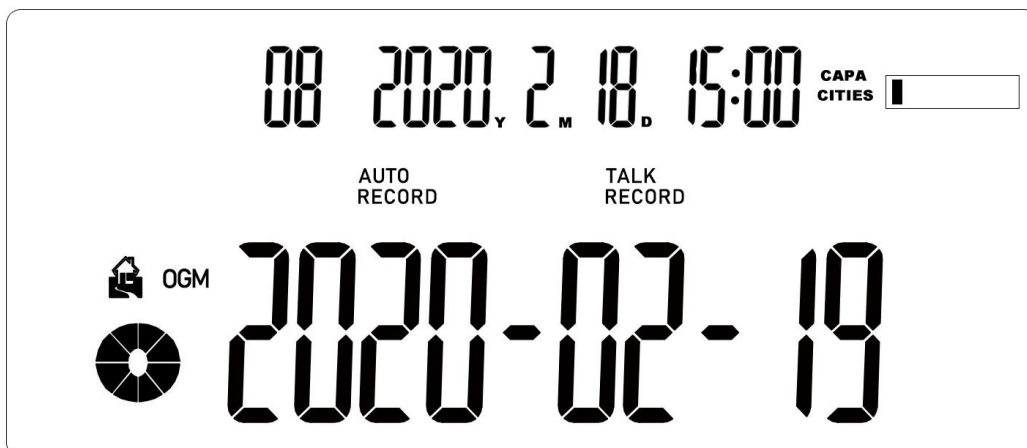 08 2020Y 2M 18D 15:00 CAPA CITIES
AUTO RECORD TALK RECORD
OGM 2020-02-19